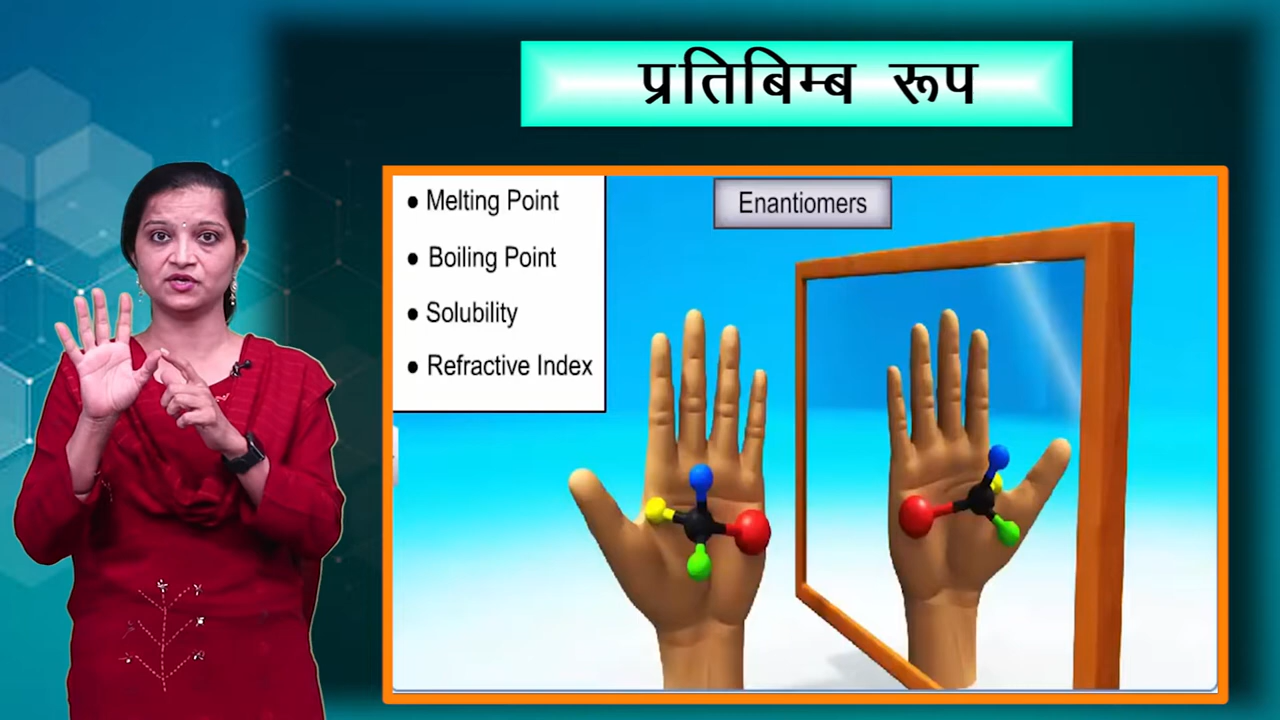 प्रतिबिम्ब रूप
• Melting Point
• Boiling Point
• Solubility
• Refractive Index
Enantiomers